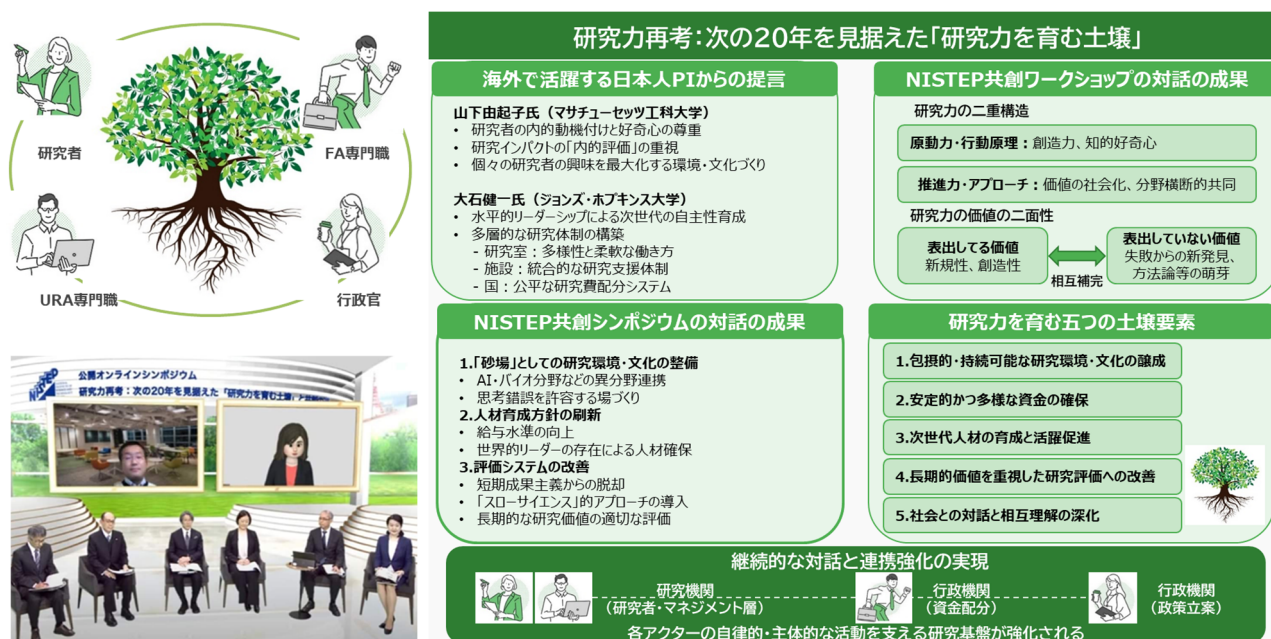 研究者
FA専門職
URA専門職
行政官
NISTEP
公開オンラインシンポジウム
研究力再考:次の20年を見据えた「研究力を育む土壌」
研究力再考:次の20年を見据えた「研究力を育む土壌」
海外で活躍する日本人PIからの提言
山下由起子氏(マサチューセッツ工科大学)
• 研究者の内的動機付けと好奇心の尊重
• 研究インパクトの「内的評価」の重視
• 個々の研究者の興味を最大化する環境・文化づくり
大石健一氏(ジョンズ・ホプキンス大学)
• 水平的リーダーシップによる次世代の自主性育成
• 多層的な研究体制の構築
- 研究室:多様性と柔軟な働き方
- 施設:統合的な研究支援体制
- 国:公平な研究費配分システム
NISTEP共創ワークショップの対話の成果
研究力の二重構造
原動力・行動原理:創造力、知的好奇心
推進力・アプローチ:価値の社会化、分野横断的共同
研究力の価値の二面性
表出してる価値
新規性、創造性
相互補完
表出していない価値
失敗からの新発見、
方法論等の萌芽
NISTEP共創シンポジウムの対話の成果
1.「砂場」としての研究環境・文化の整備
• AI・バイオ分野などの異分野連携
• 思考錯誤を許容する場づくり
2.人材育成方針の刷新
• 給与水準の向上
• 世界的リーダーの存在による人材確保
3.評価システムの改善
• 短期成果主義からの脱却
• 「スローサイエンス」的アプローチの導入
• 長期的な研究価値の適切な評価
研究力を育む五つの土壌要素
1.包摂的・持続可能な研究環境・文化の醸成
2.安定的かつ多様な資金の確保
3.次世代人材の育成と活躍促進
4.長期的価値を重視した研究評価への改善
5.社会との対話と相互理解の深化
継続的な対話と連携強化の実現
研究機関
(研究者・マネジメント層)
行政機関
(資金配分)
行政機関
(政策立案)
各アクターの自律的・主体的な活動を支える研究基盤が強化される